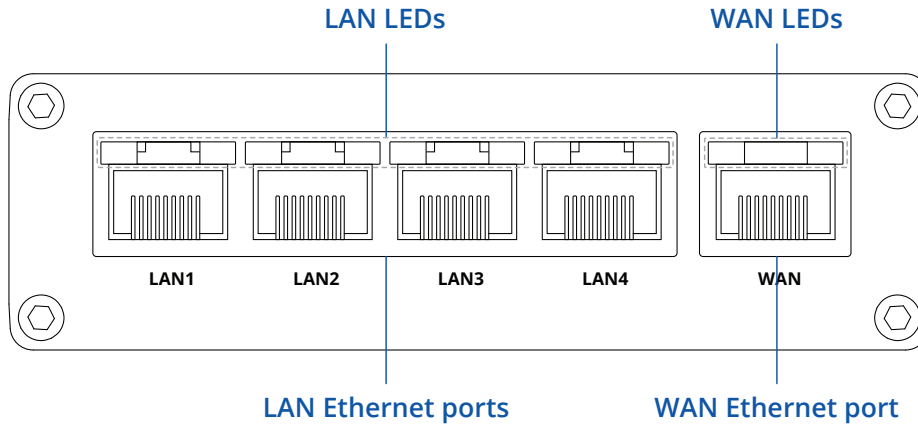 LAN LEDs WAN LEDs
LAN1 LAN2 LAN3 LAN4 WAN
LAN Ethernet ports WAN Ethernet port